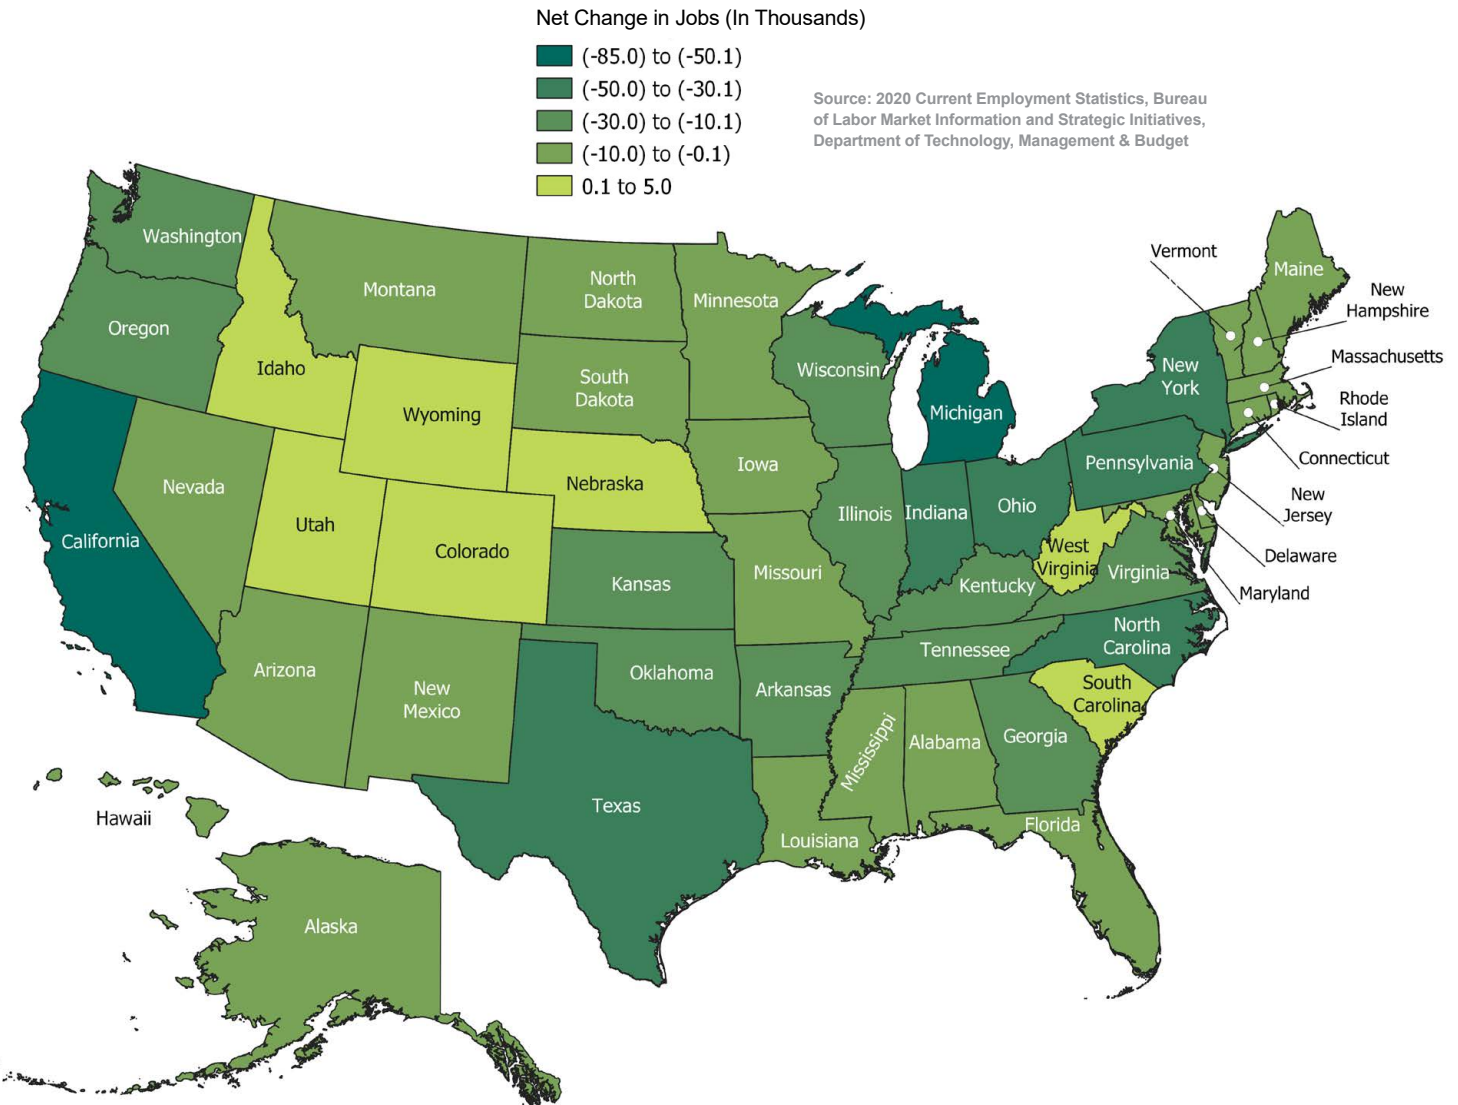 Net Change in Jobs (In Thousands)
(-85.0) to (-50.1)
(-50.0) to (-30.1)
(-30.0) to (-10.1)
(-10.0) to (-0.1)
0.1 to 5.0
Source: 2020 Current Employment Statistics, Bureau
of Labor Market Information and Strategic Initiatives,
Department of Technology, Management & Budget
Washington
Oregon
California
Idaho
Nevada
Montana
Wyoming
Utah
Colorado
Arizona
New
Mexico
North
Dakota
South
Dakota
Nebraska
Kansas
Oklahoma
Texas
Minnesota
Iowa
Missouri
Arkansas
Louisiana
Wisconsin
Illinois
Michigan
Indiana
Ohio
Kentucky
Tennessee
Mississippi
Alabama
Georgia
Florida
South
Carolina
North
Carolina
Virginia
West
Virginia
Pennsylvania
New
York
Vermont
Maine
New
Hampshire
Massachusetts
Rhode
Island
Connecticut
New
Jersey
Delaware
Maryland
Hawaii
Alaska